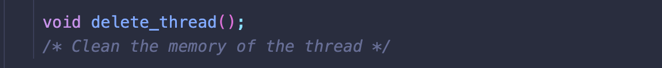 void delete_thread();
/* Clean the memory of the thread */